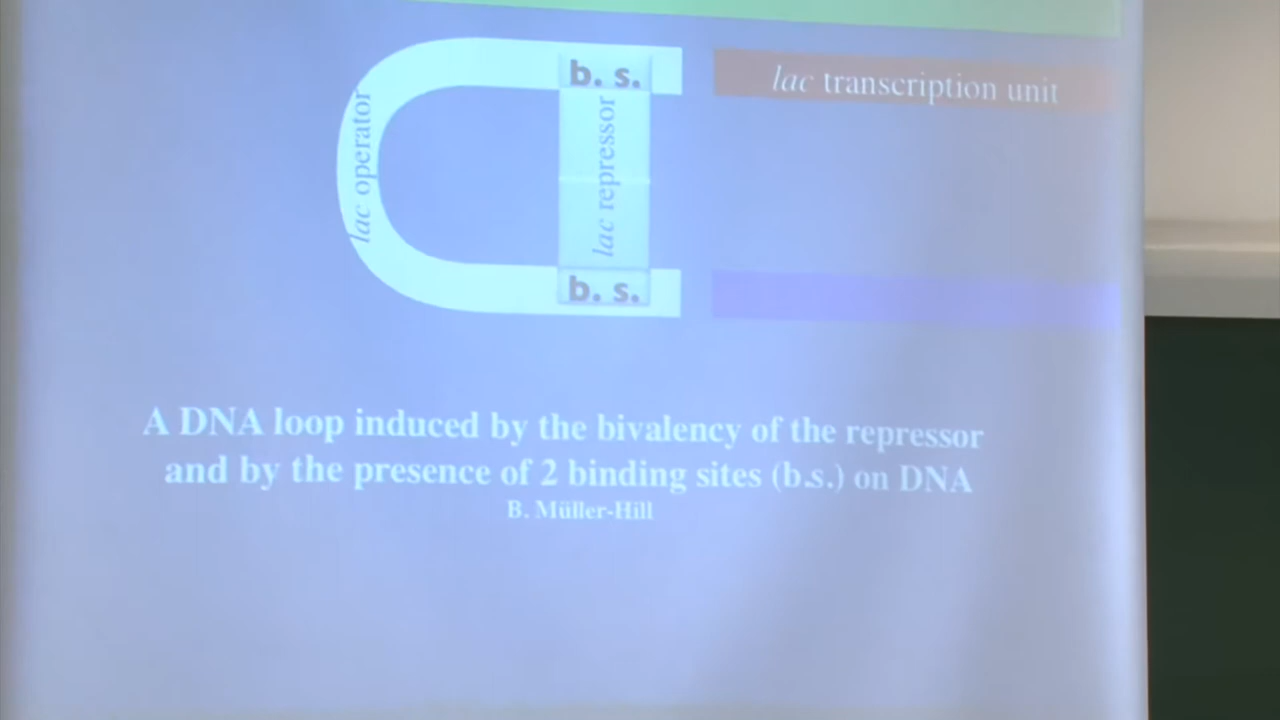 b. s.
lac transcription unit
lac operator
lac repressor
b. s.
A DNA loop induced by the bivalency of the repressor
and by the presence of 2 binding sites (b.s.) on DNA
B. Müller-Hill